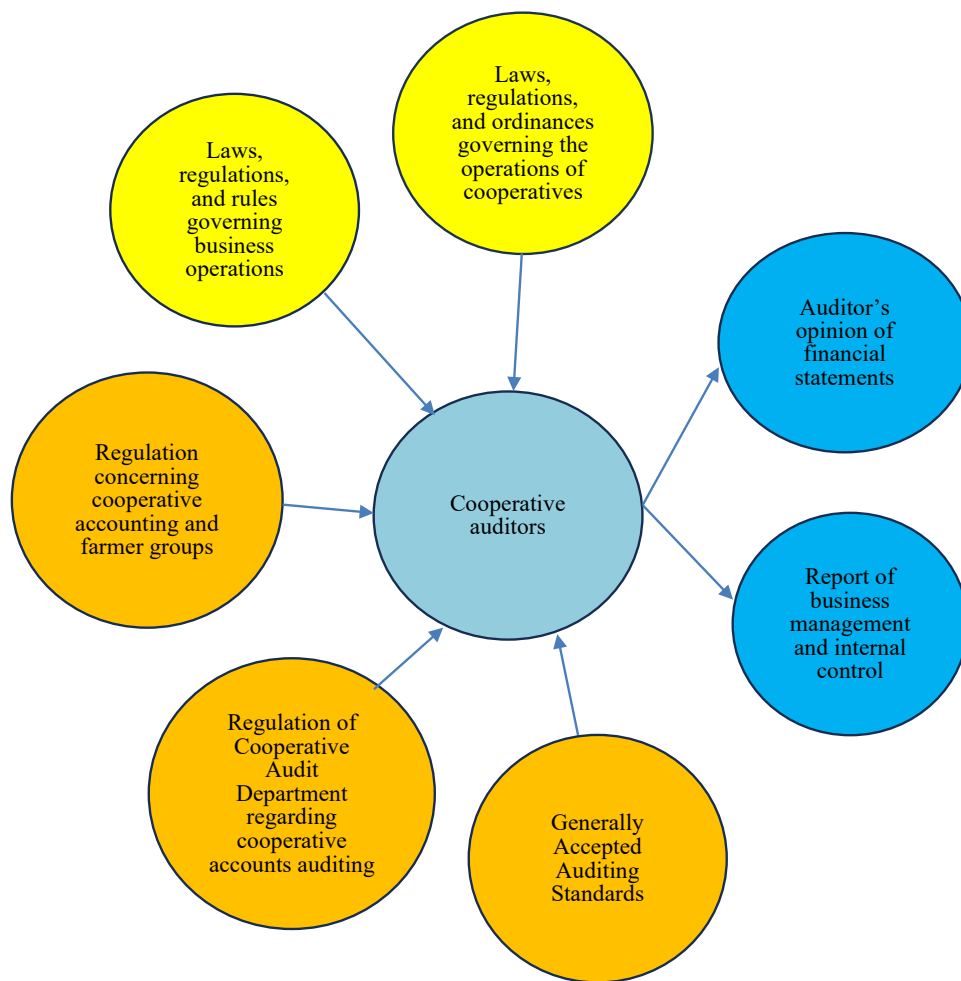 Laws,
regulations,
and ordinances
governing the
operations of
cooperatives
Laws,
regulations,
and rules
governing
business
operations
Auditor’s
opinion of
financial
statements
Regulation
concerning
cooperative
accounting and
farmer groups
Cooperative
auditors
Report of
business
management
and internal
control
Regulation of
Cooperative
Audit
Department
regarding
cooperative
accounts auditing
Generally
Accepted
Auditing
Standards